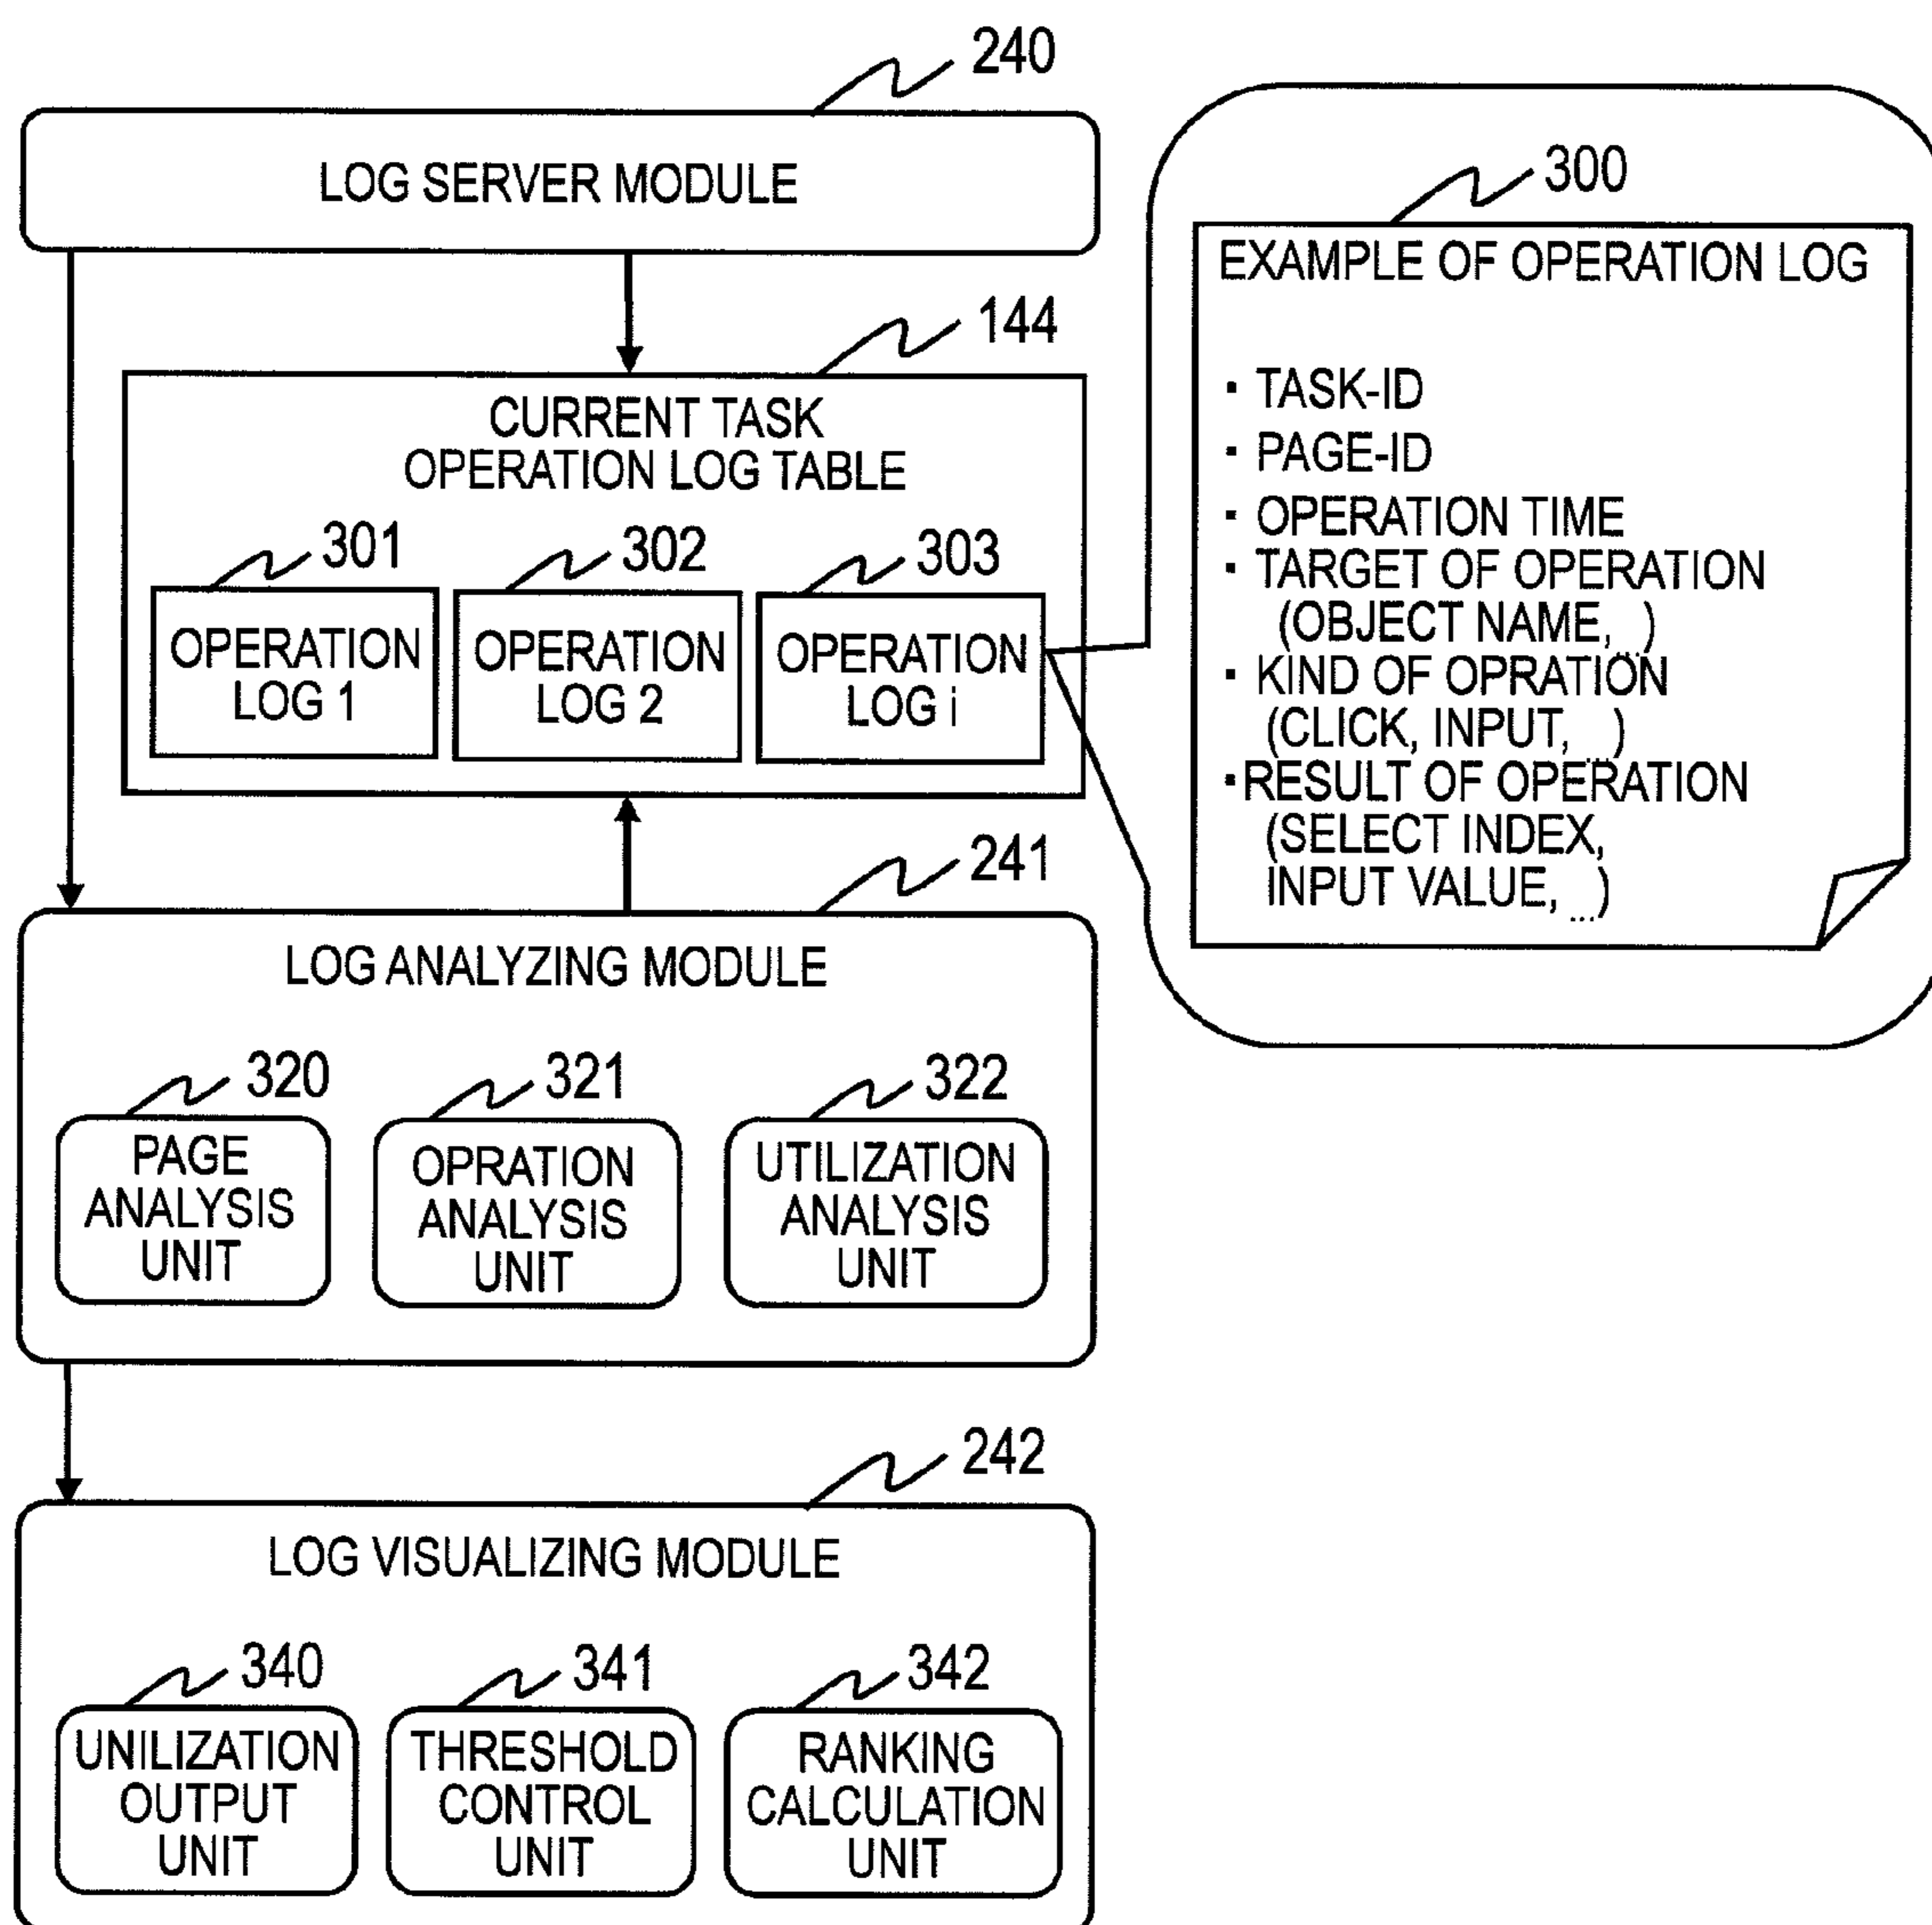 240
LOG SERVER MODULE
144
CURRENT TASK
OPERATION LOG TABLE
301
302
303
OPERATION
LOG 1
OPERATION
LOG 2
OPERATION
LOG i
300
EXAMPLE OF OPERATION LOG
· TASK-ID
· PAGE-ID
· OPERATION TIME
· TARGET OF OPERATION
(OBJECT NAME, ...)
· KIND OF OPRATION
(CLICK, INPUT, ...)
·RESULT OF OPERATION
(SELECT INDEX,
INPUT VALUE, ...)
241
LOG ANALYZING MODULE
320
321
322
PAGE
ANALYSIS
UNIT
OPRATION
ANALYSIS
UNIT
UTILIZATION
ANALYSIS
UNIT
242
LOG VISUALIZING MODULE
340
341
342
UNILIZATION
OUTPUT
UNIT
THRESHOLD
CONTROL
UNIT
RANKING
CALCULATION
UNIT